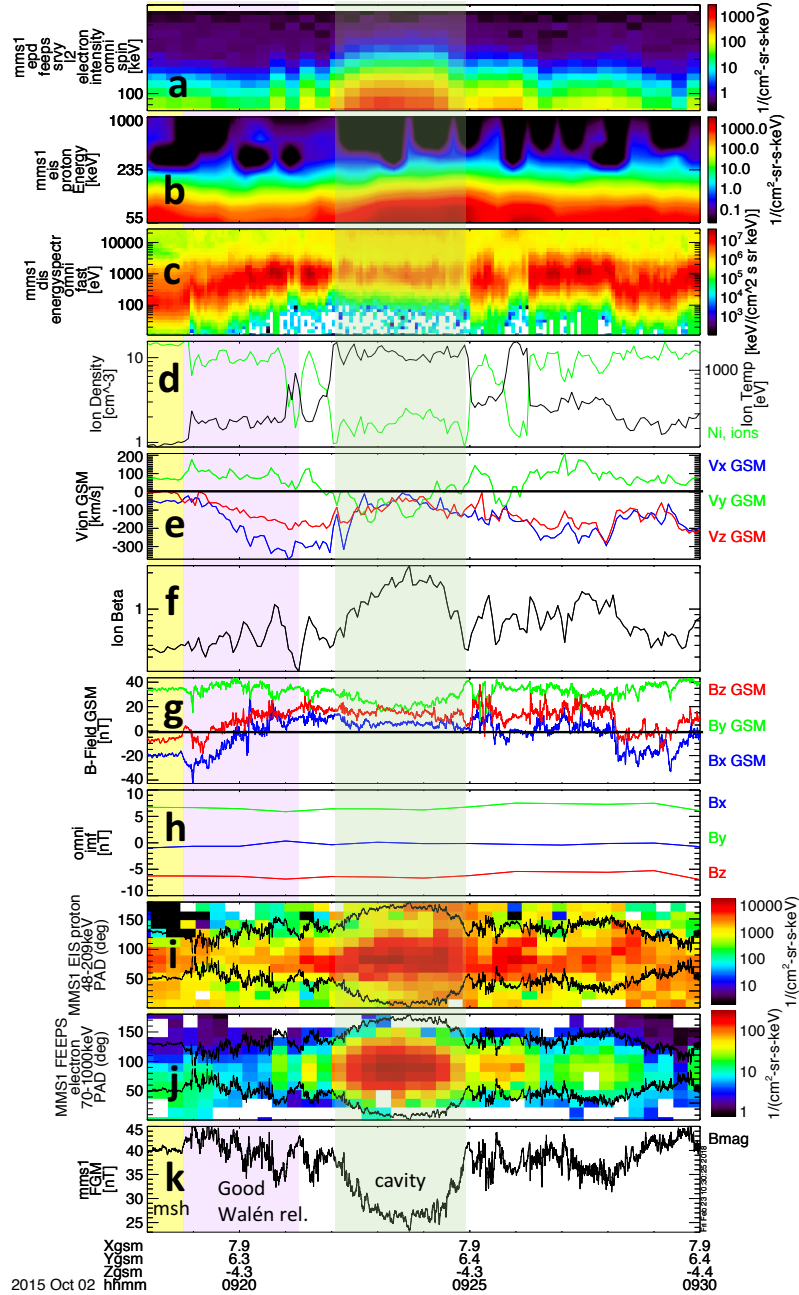 mms1
epd
feeps
srvy
l2
electron
intensity
omni
spin
[keV]
100
a
1000
100
10
1
1/(cm²-sr-s-keV)
mms1
eis
proton
Energy
[keV]
1000
235
55
b
1000.0
100.0
10.0
1.0
0.1
1/(cm²-sr-s-keV)
mms1
dis
omni
energyspectr
fast
[eV]
10000
1000
100
c
10⁷
10⁶
10⁵
10⁴
10³
[keV/(cm^2 s sr keV)]
Ion Density
[cm^-3]
10
1
d
1000
Ion Temp
[eV]
Ni, ions
Vion GSM
[km/s]
200
100
0
-100
-200
-300
e
Vx GSM
Vy GSM
Vz GSM
Ion Beta
1
f
B-Field GSM
[nT]
40
20
0
-20
-40
g
Bz GSM
By GSM
Bx GSM
omni
imf
[nT]
10
5
0
-5
-10
h
Bx
By
Bz
MMS1 EIS proton
48-209keV
PAD (deg)
150
100
50
i
10000
1000
100
10
1/(cm²-sr-s-keV)
MMS1 FEEPS
electron
70-1000keV
PAD (deg)
150
100
50
0
j
100
10
1
1/(cm²-sr-s-keV)
mms1
FGM
[nT]
45
40
35
30
25
k
msh
Good
Walén rel.
cavity
Bmag
Fri Feb 23 10:30:25 2018
Xgsm 7.9 7.9 7.9
Ygsm 6.3 6.4 6.4
Zgsm -4.3 -4.3 -4.4
hhmm 0920 0925 0930
2015 Oct 02